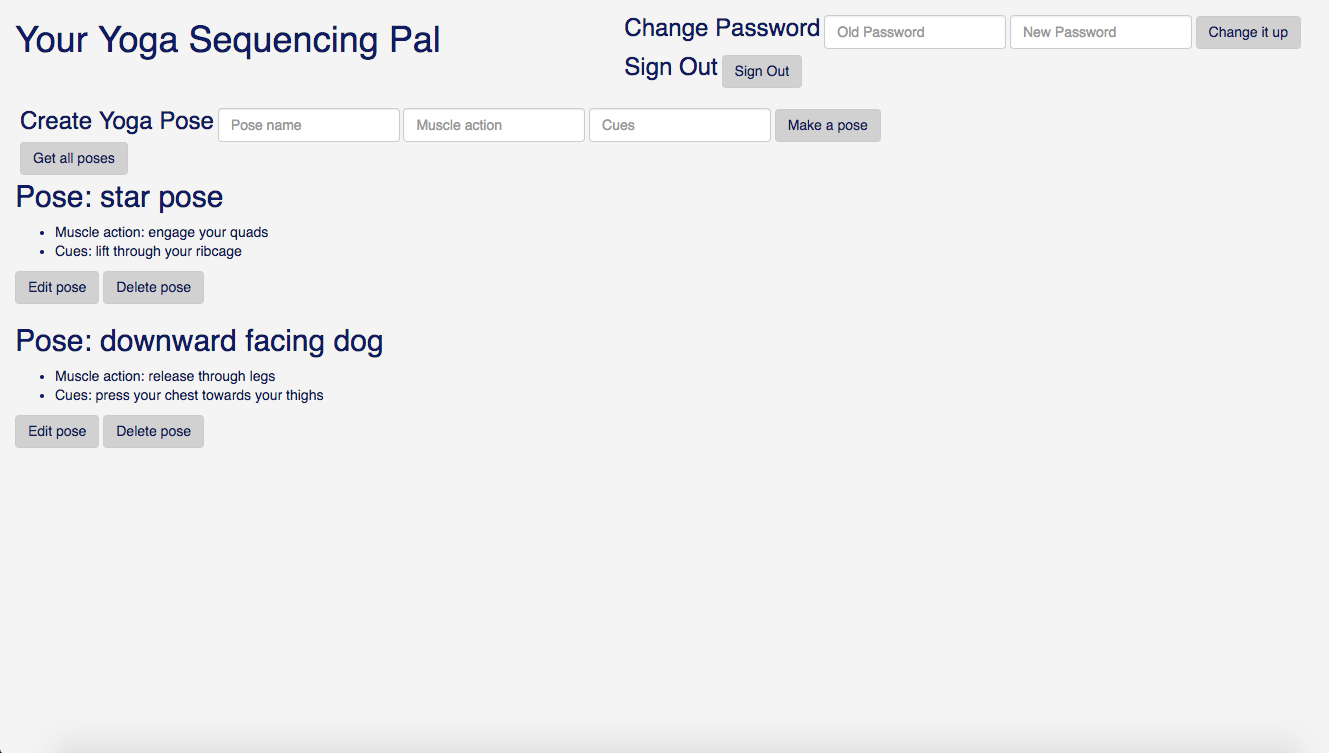 Your Yoga Sequencing Pal
Change Password Old Password New Password Change it up
Sign Out Sign Out
Create Yoga Pose Pose name Muscle action Cues Make a pose
Get all poses
Pose: star pose
• Muscle action: engage your quads
• Cues: lift through your ribcage
Edit pose Delete pose
Pose: downward facing dog
• Muscle action: release through legs
• Cues: press your chest towards your thighs
Edit pose Delete pose